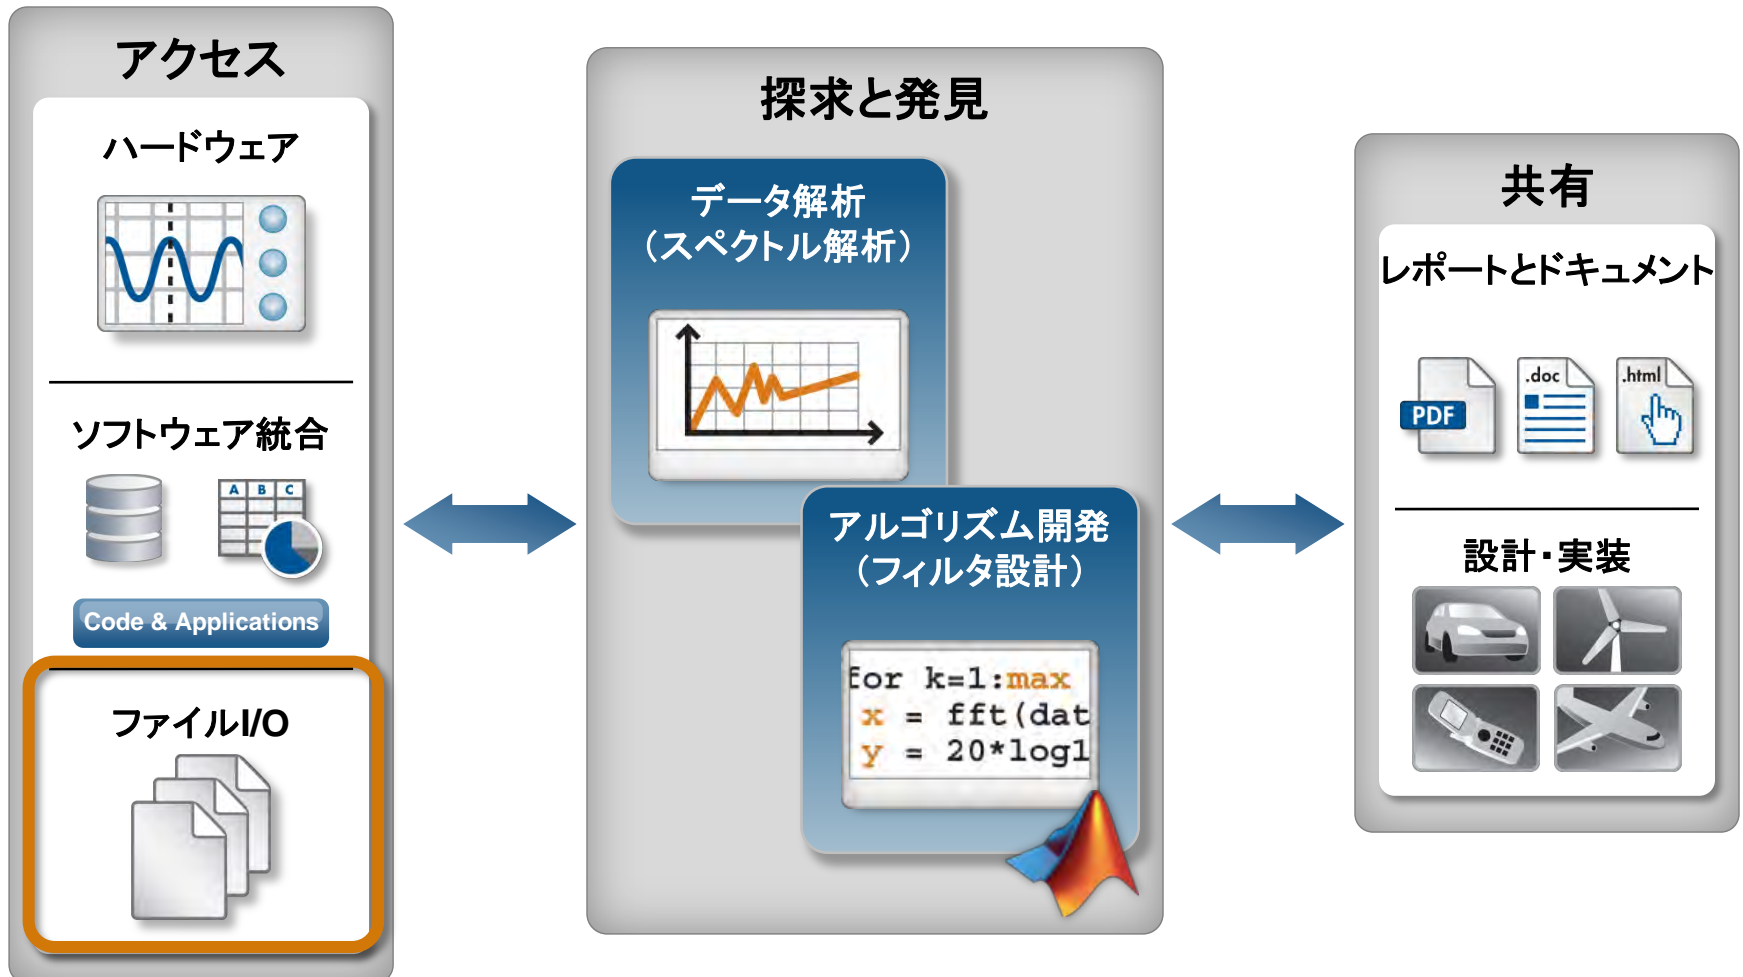 アクセス
ハードウェア
ソフトウェア統合
A B C
Code & Applications
ファイルI/O
探求と発見
データ解析
（スペクトル解析）
アルゴリズム開発
（フィルタ設計）
for k=1:max
x = fft(dat
y = 20*log1
共有
レポートとドキュメント
PDF
.doc
.html
設計・実装